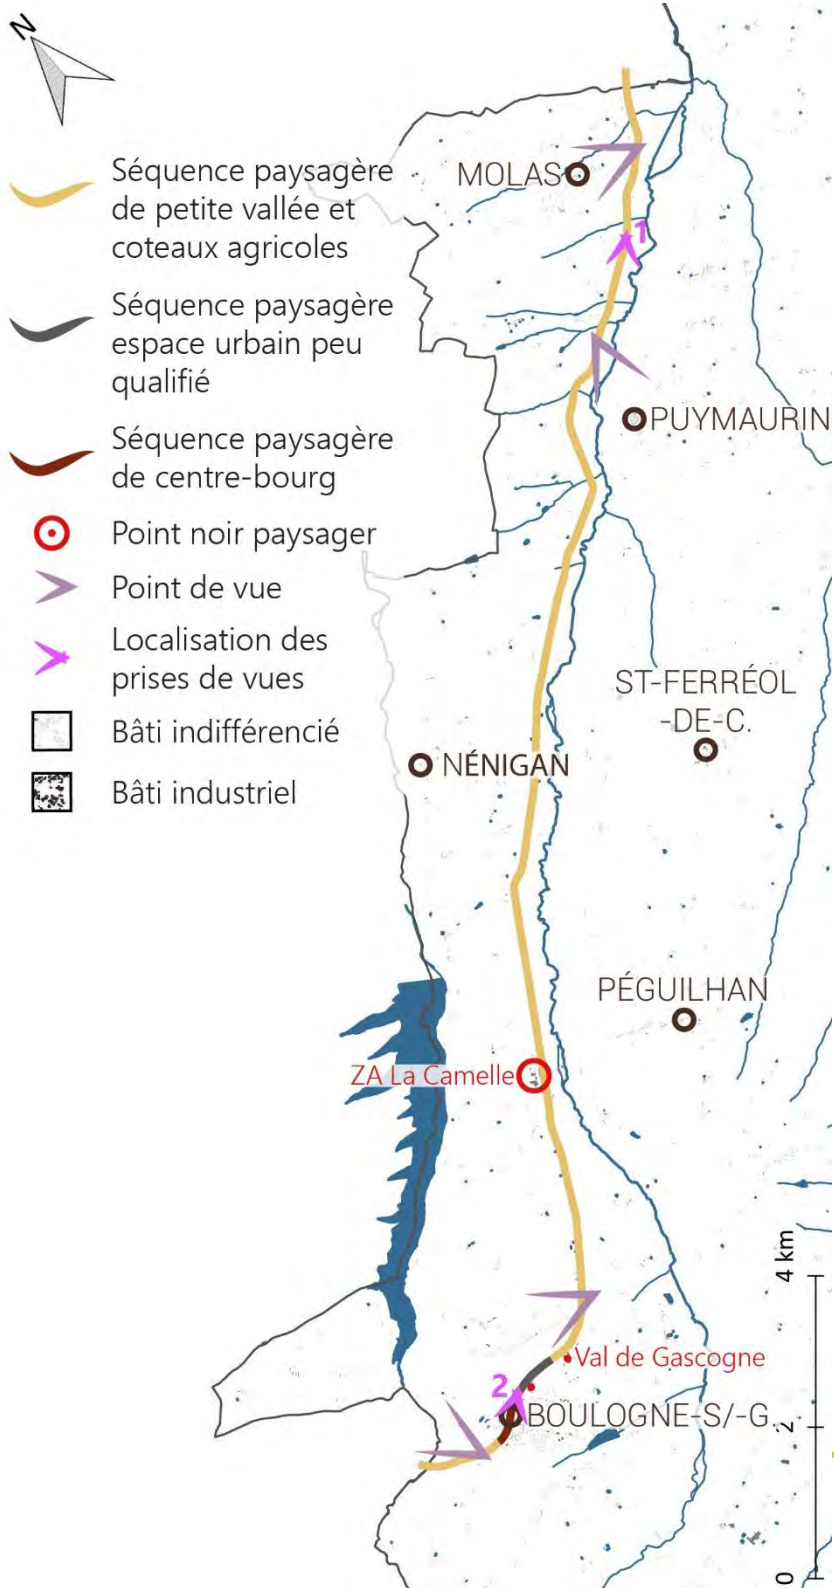 N
Séquence paysagère
de petite vallée et
coteaux agricoles
Séquence paysagère
espace urbain peu
qualifié
Séquence paysagère
de centre-bourg
Point noir paysager
Point de vue
Localisation des
prises de vues
Bâti indifférencié
Bâti industriel
MOLAS
1
PUYMAURIN
ST-FERRÉOL
-DE-C.
NÉNIGAN
PÉGUILHAN
ZA La Camelle
Val de Gascogne
2
BOULOGNE-S/-G.
4 km
2
0